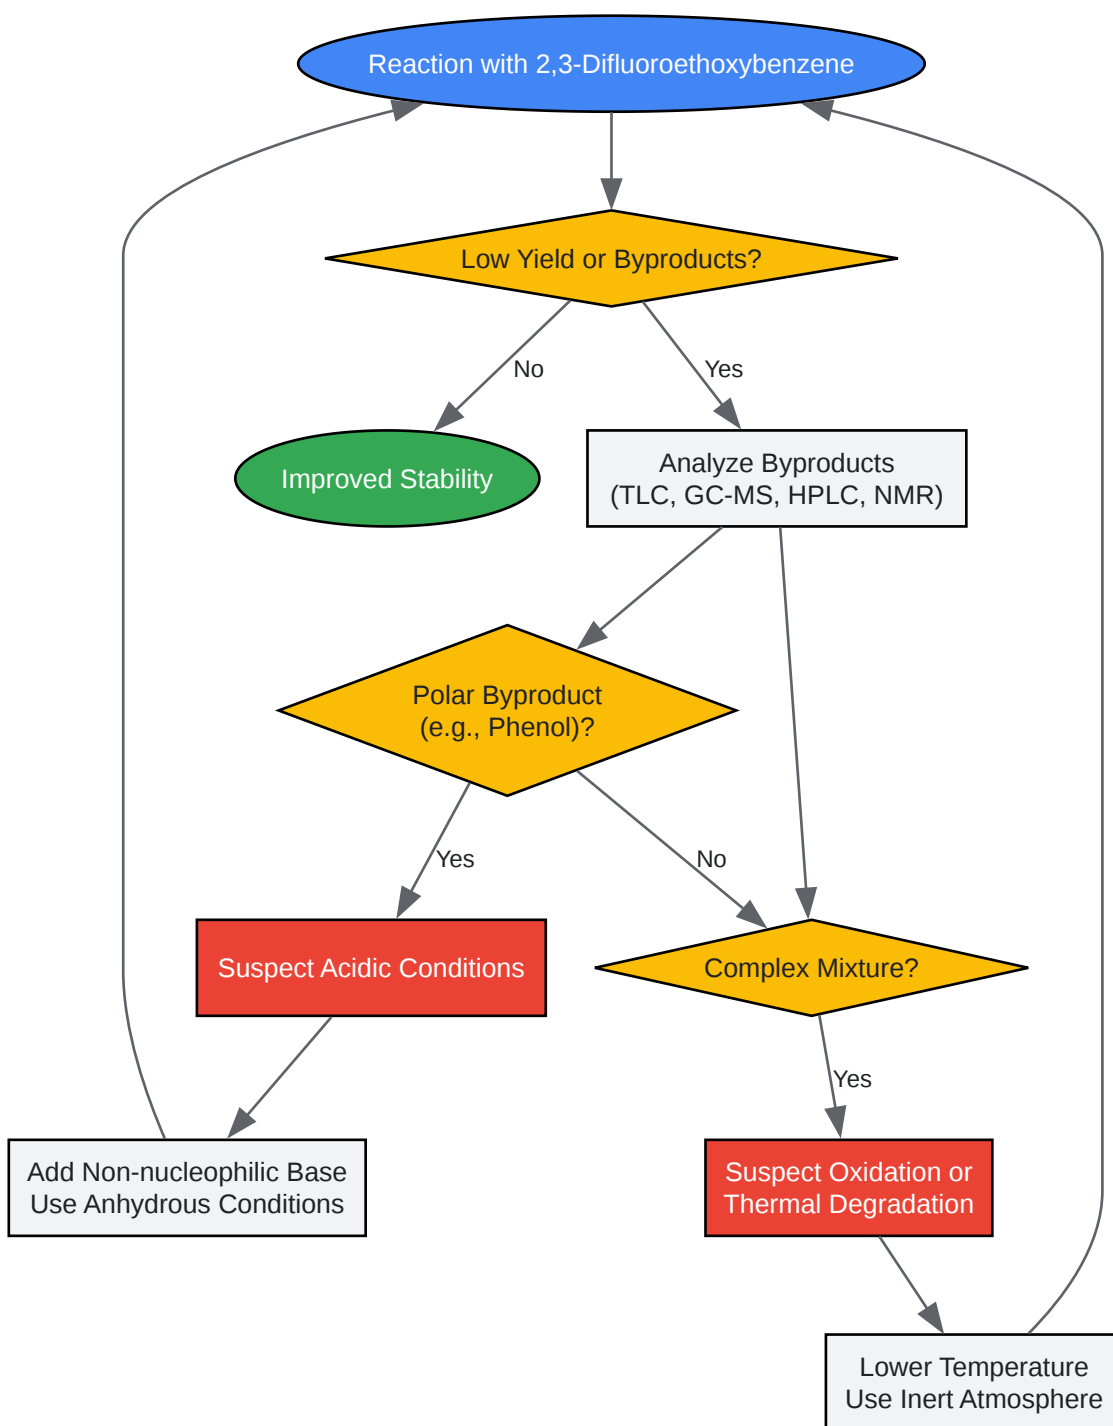 Reaction with 2,3-Difluoroethoxybenzene
Low Yield or Byproducts?
No
Yes
Improved Stability
Analyze Byproducts
(TLC, GC-MS, HPLC, NMR)
Polar Byproduct
(e.g., Phenol)?
Yes
No
Suspect Acidic Conditions
Complex Mixture?
Yes
Add Non-nucleophilic Base
Use Anhydrous Conditions
Suspect Oxidation or
Thermal Degradation
Lower Temperature
Use Inert Atmosphere